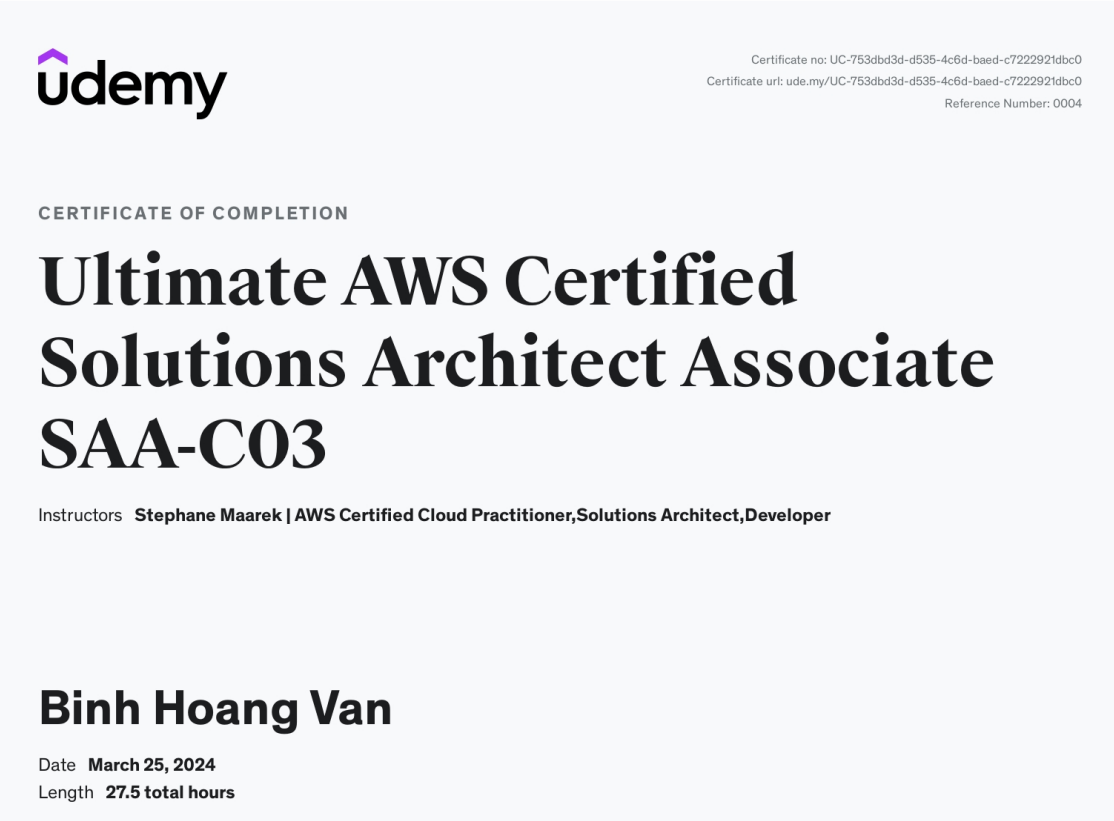 udemy
Certificate no: UC-753dbd3d-d535-4c6d-baed-c7222921dbc0
Certificate url: ude.my/UC-753dbd3d-d535-4c6d-baed-c7222921dbc0
Reference Number: 0004
CERTIFICATE OF COMPLETION
Ultimate AWS Certified
Solutions Architect Associate
SAA-C03
Instructors Stephane Maarek | AWS Certified Cloud Practitioner,Solutions Architect,Developer
Binh Hoang Van
Date March 25, 2024
Length 27.5 total hours